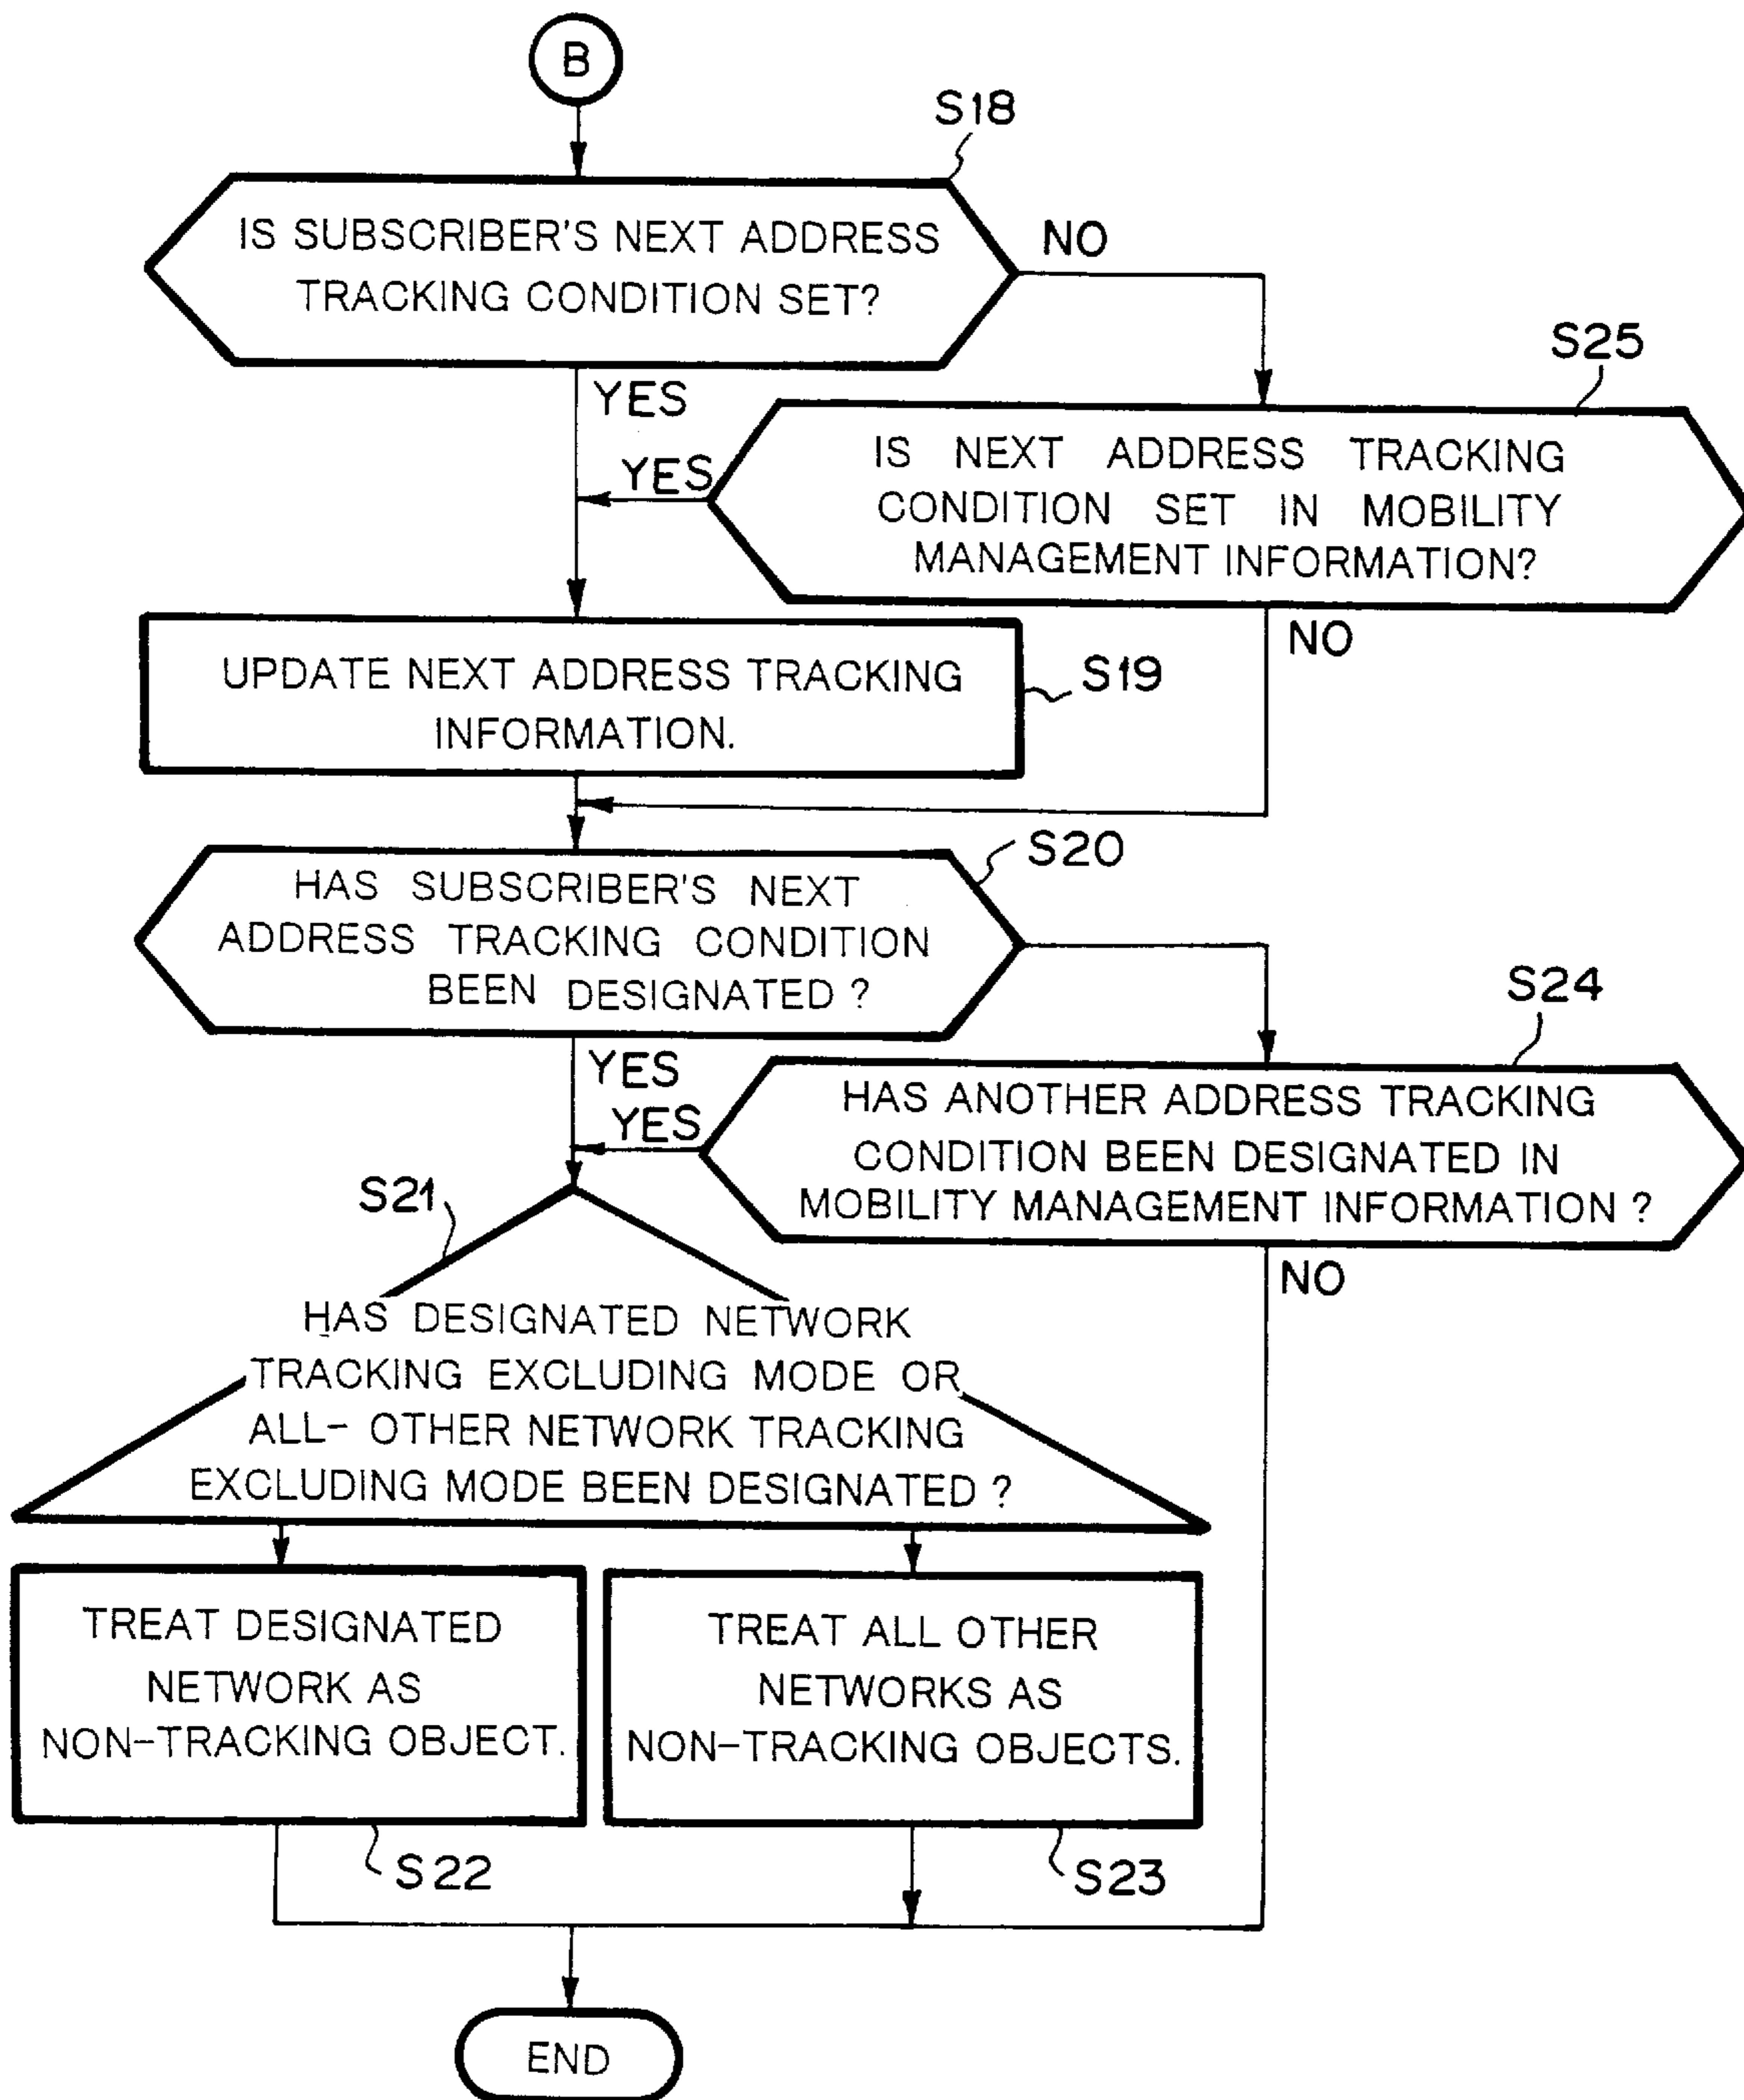 B
S18
IS SUBSCRIBER'S NEXT ADDRESS
TRACKING CONDITION SET?
NO
S25
YES
IS NEXT ADDRESS TRACKING
CONDITION SET IN MOBILITY
MANAGEMENT INFORMATION?
YES
NO
UPDATE NEXT ADDRESS TRACKING
INFORMATION.
S19
S20
HAS SUBSCRIBER'S NEXT
ADDRESS TRACKING CONDITION
BEEN DESIGNATED ?
S24
YES
HAS ANOTHER ADDRESS TRACKING
CONDITION BEEN DESIGNATED IN
MOBILITY MANAGEMENT INFORMATION ?
YES
NO
S21
HAS DESIGNATED NETWORK
TRACKING EXCLUDING MODE OR
ALL- OTHER NETWORK TRACKING
EXCLUDING MODE BEEN DESIGNATED ?
TREAT DESIGNATED
NETWORK AS
NON-TRACKING OBJECT.
S22
TREAT ALL OTHER
NETWORKS AS
NON-TRACKING OBJECTS.
S23
END